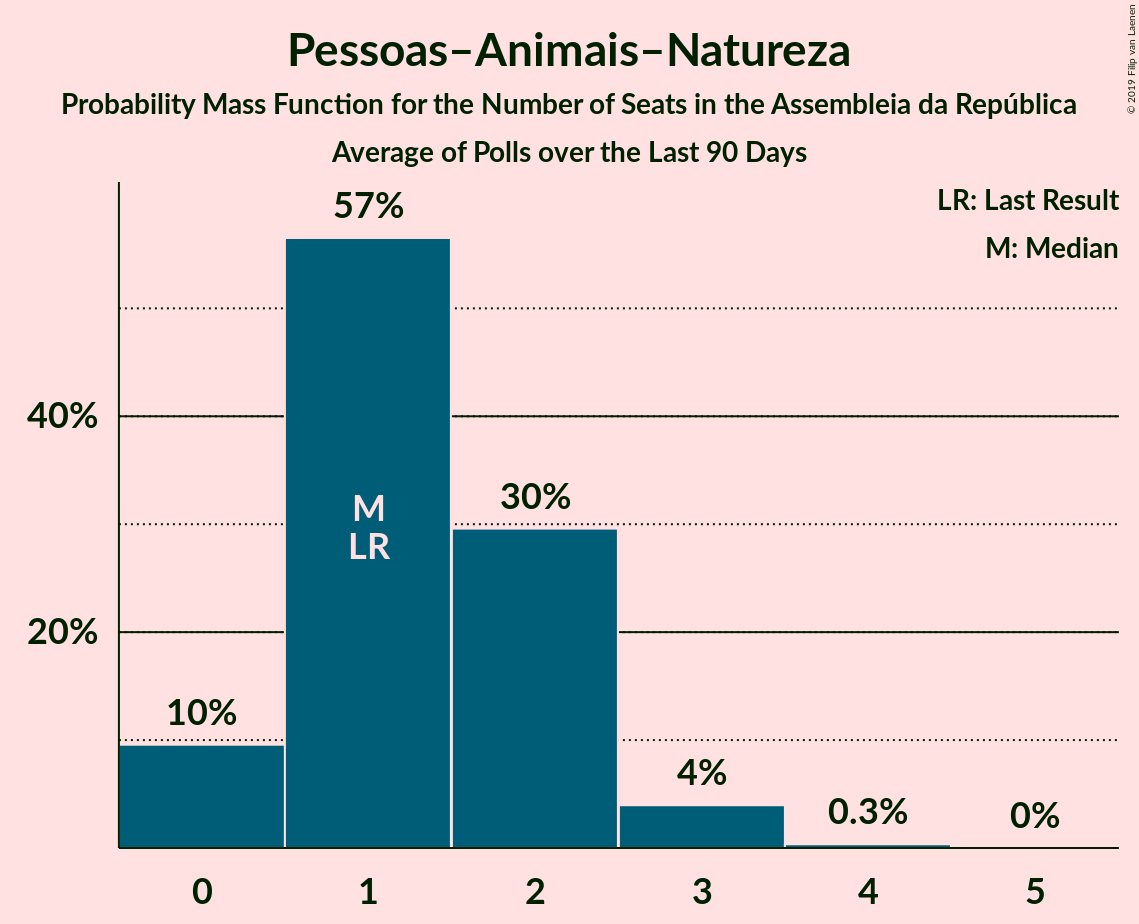 Pessoas–Animais–Natureza
Probability Mass Function for the Number of Seats in the Assembleia da República
Average of Polls over the Last 90 Days
© 2019 Filip van Laenen
LR: Last Result
M: Median
57%
40%
M
LR
30%
20%
10%
4%
0.3%
0%
0 1 2 3 4 5